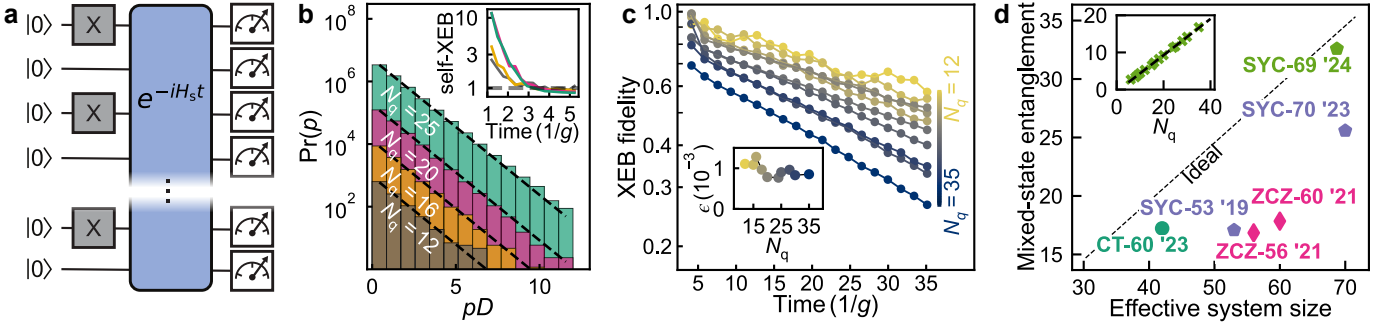 a
|0⟩ X
|0⟩
|0⟩ X
|0⟩
|0⟩ X
|0⟩
e^{-iH_s t}
⋮
b
Pr(p)
10^8
10^6
10^4
10^2
N_q = 25
N_q = 20
N_q = 16
N_q = 12
0 5 10
pD
self-XEB
10
3
1
1 2 3 4 5
Time (1/g)
c
XEB fidelity
1.0
0.6
0.4
0.3
0.2
N_q = 12
N_q = 35
5 10 15 20 25 30 35
Time (1/g)
ϵ (10^{-3})
1
0
15 25 35
N_q
d
Mixed-state entanglement
35
30
25
20
15
30 40 50 60 70
Effective system size
20
10
0
0 20 40
N_q
Ideal
SYC-69 '24
SYC-70 '23
ZCZ-60 '21
SYC-53 '19
CT-60 '23
ZCZ-56 '21